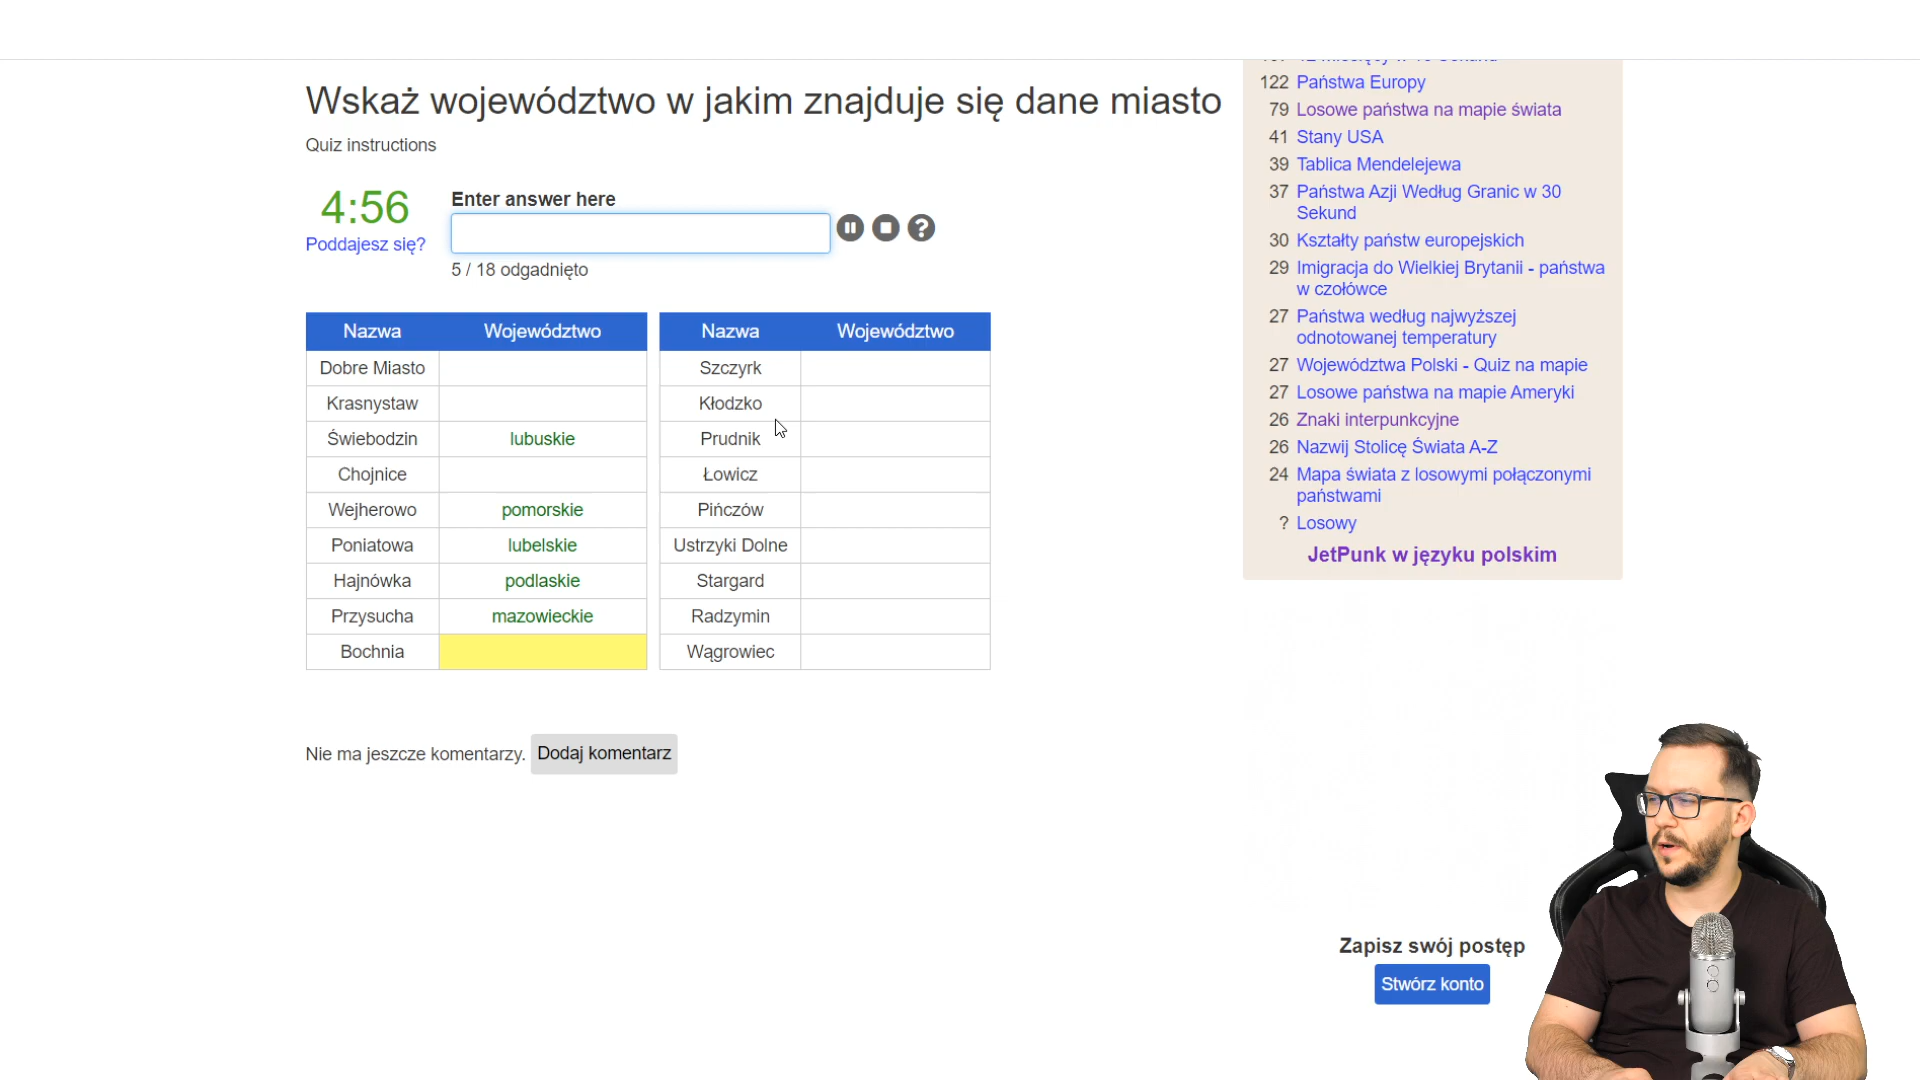 Wskaż województwo w jakim znajduje się dane miasto
Quiz instructions
4:56
Poddajesz się?
Enter answer here
5 / 18 odgadnięto
Nazwa Województwo
Dobre Miasto
Krasnystaw
Świebodzin lubuskie
Chojnice
Wejherowo pomorskie
Poniatowa lubelskie
Hajnówka podlaskie
Przysucha mazowieckie
Bochnia
Nazwa Województwo
Szczyrk
Kłodzko
Prudnik
Łowicz
Pińczów
Ustrzyki Dolne
Stargard
Radzymin
Wągrowiec
Nie ma jeszcze komentarzy. Dodaj komentarz
122 Państwa Europy
79 Losowe państwa na mapie świata
41 Stany USA
39 Tablica Mendelejewa
37 Państwa Azji Według Granic w 30
Sekund
30 Kształty państw europejskich
29 Imigracja do Wielkiej Brytanii - państwa
w czołówce
27 Państwa według najwyższej
odnotowanej temperatury
27 Województwa Polski - Quiz na mapie
27 Losowe państwa na mapie Ameryki
26 Znaki interpunkcyjne
26 Nazwij Stolicę Świata A-Z
24 Mapa świata z losowymi połączonymi
państwami
? Losowy
JetPunk w języku polskim
Zapisz swój postęp
Stwórz konto